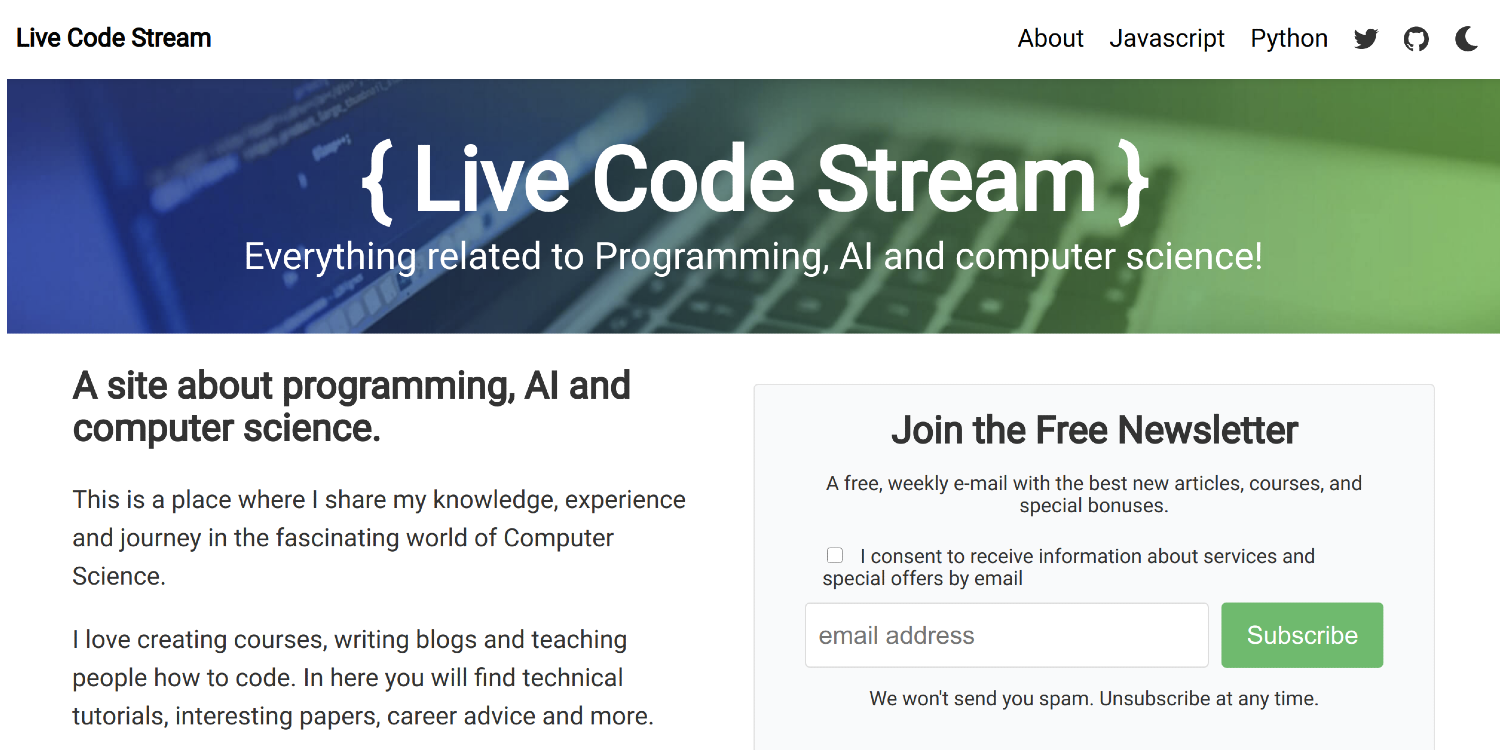 Live Code Stream
About Javascript Python
{ Live Code Stream }
Everything related to Programming, AI and computer science!
A site about programming, AI and
computer science.
This is a place where I share my knowledge, experience
and journey in the fascinating world of Computer
Science.
I love creating courses, writing blogs and teaching
people how to code. In here you will find technical
tutorials, interesting papers, career advice and more.
Join the Free Newsletter
A free, weekly e-mail with the best new articles, courses, and
special bonuses.
I consent to receive information about services and
special offers by email
email address
Subscribe
We won't send you spam. Unsubscribe at any time.